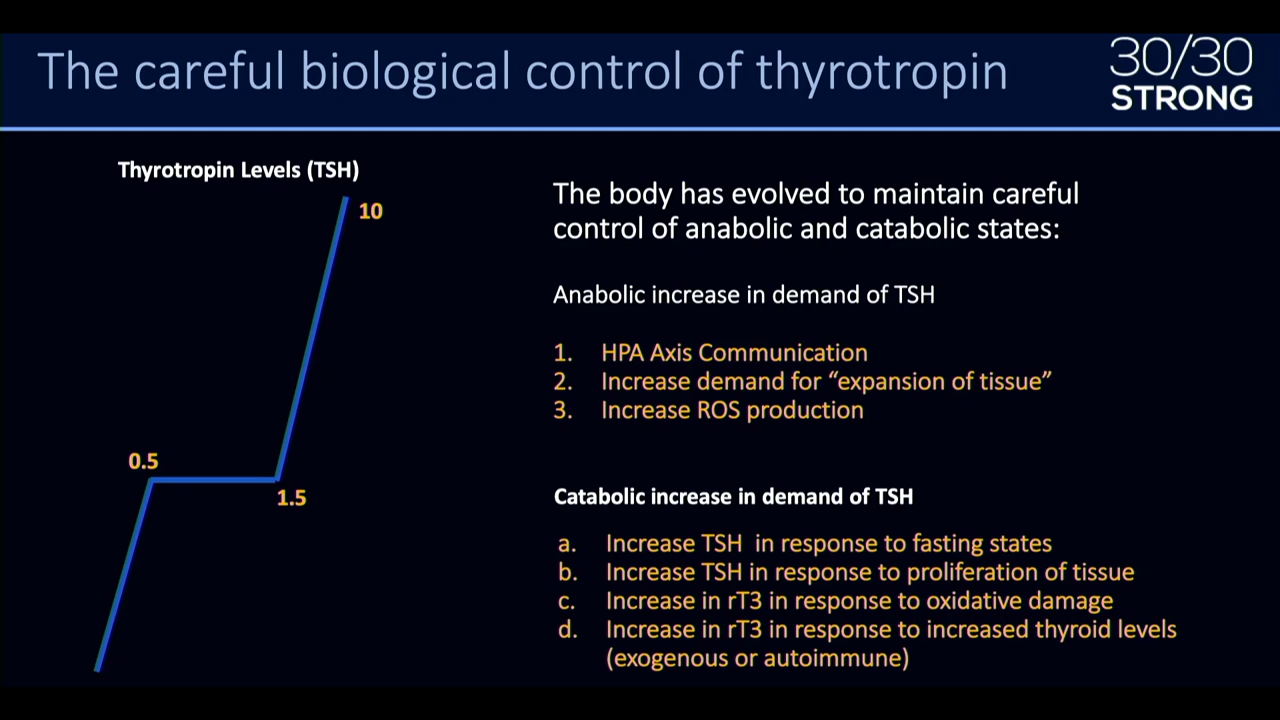 The careful biological control of thyrotropin
30/30
STRONG
Thyrotropin Levels (TSH)
10
0.5
1.5
The body has evolved to maintain careful
control of anabolic and catabolic states:
Anabolic increase in demand of TSH
1. HPA Axis Communication
2. Increase demand for “expansion of tissue”
3. Increase ROS production
Catabolic increase in demand of TSH
a. Increase TSH in response to fasting states
b. Increase TSH in response to proliferation of tissue
c. Increase in rT3 in response to oxidative damage
d. Increase in rT3 in response to increased thyroid levels
(exogenous or autoimmune)